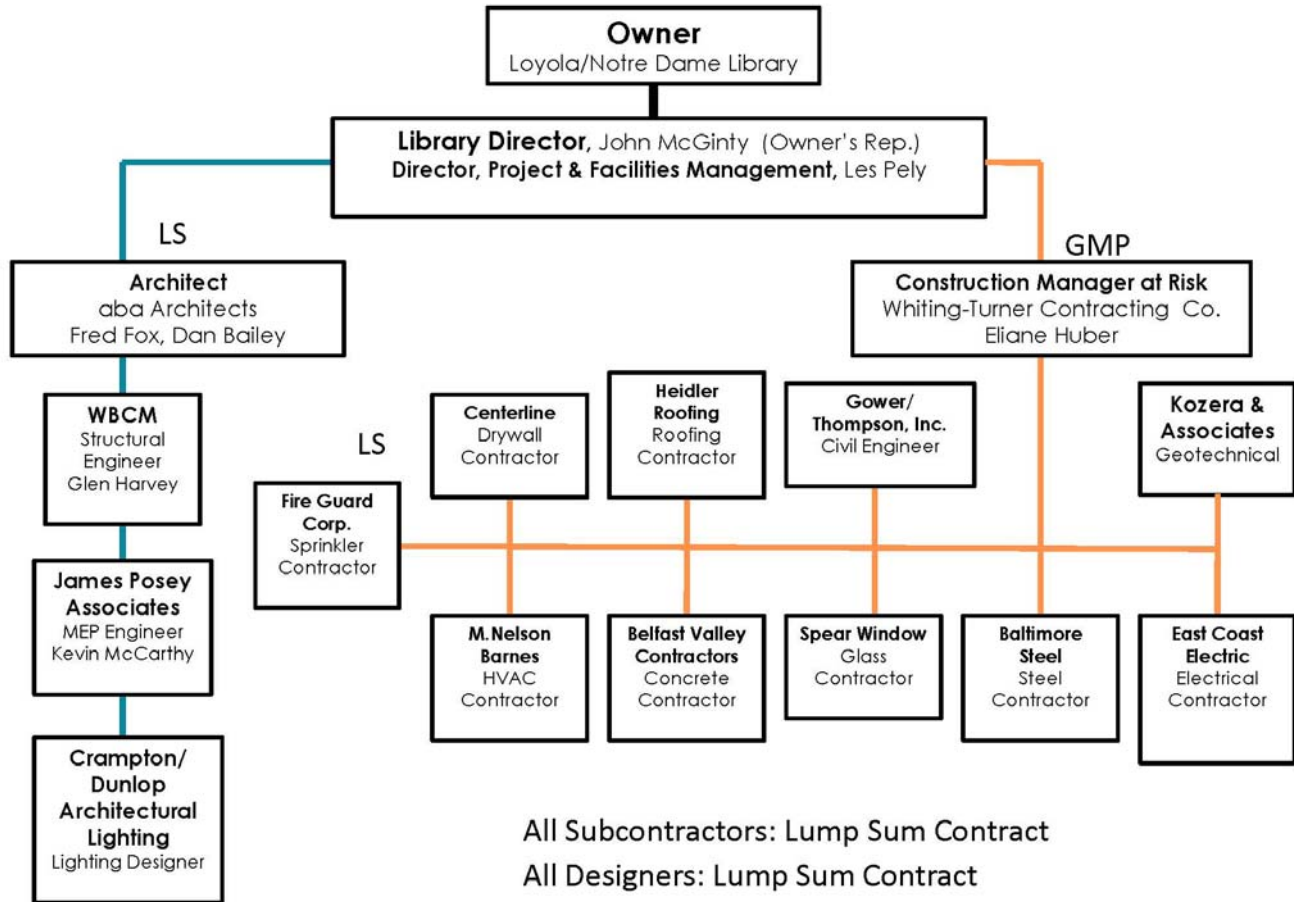 Owner
Loyola/Notre Dame Library
Library Director, John McGinty (Owner's Rep.)
Director, Project & Facilities Management, Les Pely
LS
GMP
Architect
aba Architects
Fred Fox, Dan Bailey
Construction Manager at Risk
Whiting-Turner Contracting Co.
Eliane Huber
WBCM
Structural
Engineer
Glen Harvey
LS
Centerline
Drywall
Contractor
Heidler
Roofing
Roofing
Contractor
Gower/
Thompson, Inc.
Civil Engineer
Kozera &
Associates
Geotechnical
Fire Guard
Corp.
Sprinkler
Contractor
James Posey
Associates
MEP Engineer
Kevin McCarthy
M.Nelson
Barnes
HVAC
Contractor
Belfast Valley
Contractors
Concrete
Contractor
Spear Window
Glass
Contractor
Baltimore
Steel
Steel
Contractor
East Coast
Electric
Electrical
Contractor
Crampton/
Dunlop
Architectural
Lighting
Lighting Designer
All Subcontractors: Lump Sum Contract
All Designers: Lump Sum Contract